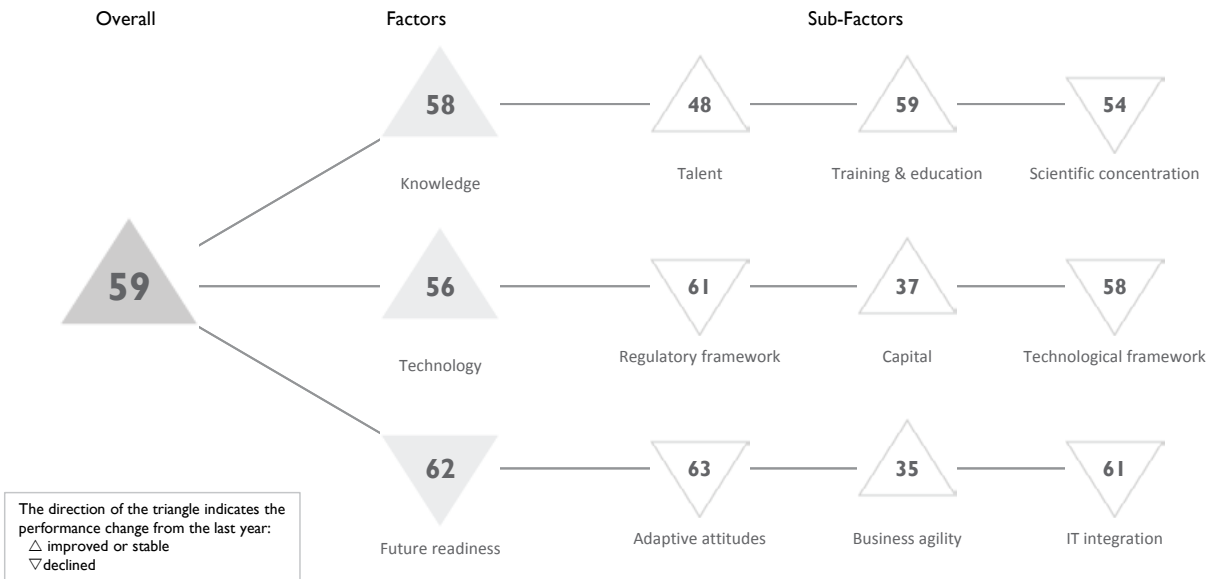 Overall
Factors
Sub-Factors
58
48
59
54
Knowledge
Talent
Training & education
Scientific concentration
59
56
61
37
58
Technology
Regulatory framework
Capital
Technological framework
62
63
35
61
Future readiness
Adaptive attitudes
Business agility
IT integration
The direction of the triangle indicates the
performance change from the last year:
△ improved or stable
▽declined